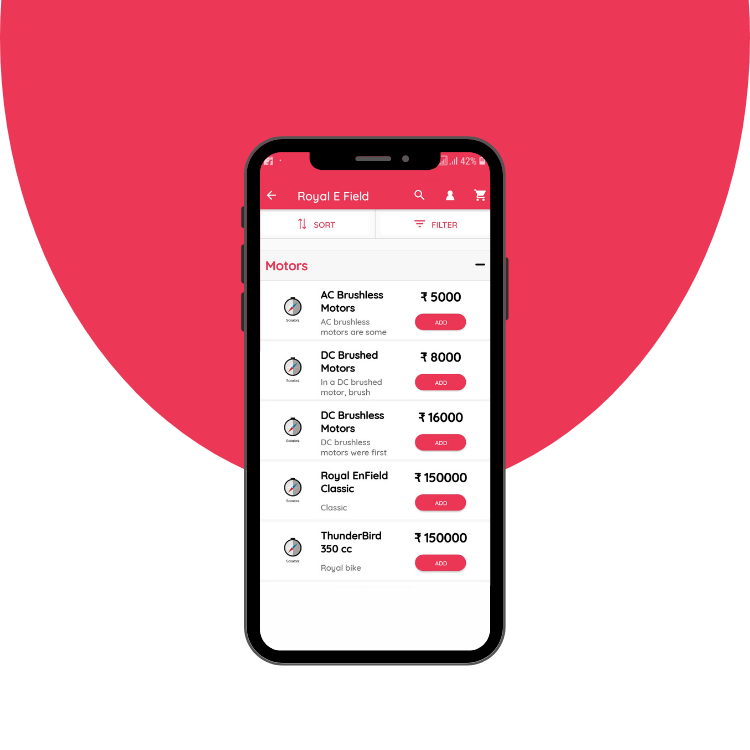 42%
Royal E Field
SORT
FILTER
Motors
AC Brushless
Motors
₹ 5000
AC brushless
motors are some
ADD
DC Brushed
Motors
₹ 8000
In a DC brushed
motor, brush
ADD
DC Brushless
Motors
₹ 16000
DC brushless
motors were first
ADD
Royal EnField
Classic
₹ 150000
Classic
ADD
ThunderBird
350 cc
₹ 150000
Royal bike
ADD